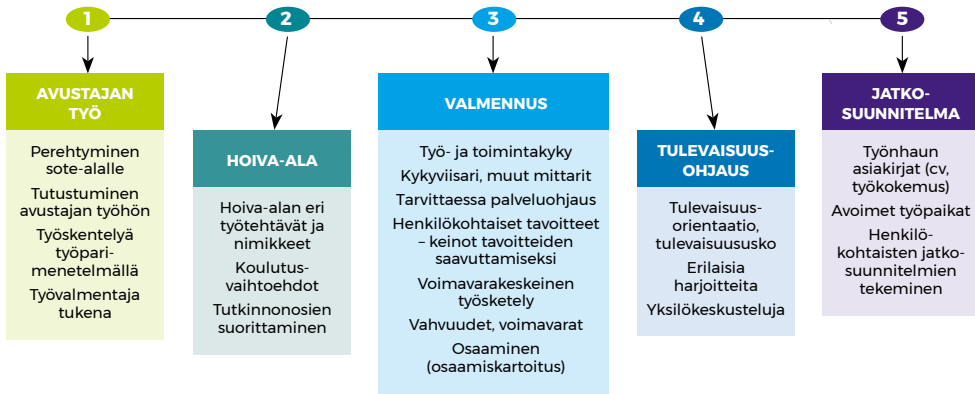 1
2
3
4
5
AVUSTAJAN
TYÖ
Perehtyminen
sote-alalle
Tutustuminen
avustajan työhön
Työskentelyä
työpari-
menetelmällä
Työvalmentaja
tukena
HOIVA-ALA
Hoiva-alan eri
työtehtävät ja
nimikkeet
Koulutus-
vaihtoehdot
Tutkinnonosien
suorittaminen
VALMENNUS
Työ- ja toimintakyky
Kykyviisari, muut mittarit
Tarvittaessa palveluohjaus
Henkilökohtaiset tavoitteet
– keinot tavoitteiden
saavuttamiseksi
Voimavarakeskeinen
työsketely
Vahvuudet, voimavarat
Osaaminen
(osaamiskartoitus)
TULEVAISUUS-
OHJAUS
Tulevaisuus-
orientaatio,
tulevaisuususko
Erilaisia
harjoitteita
Yksilökeskusteluja
JATKO-
SUUNNITELMA
Työnhaun
asiakirjat (cv,
työkokemus)
Avoimet työpaikat
Henkilö-
kohtaisten jatko-
suunnitelmien
tekeminen